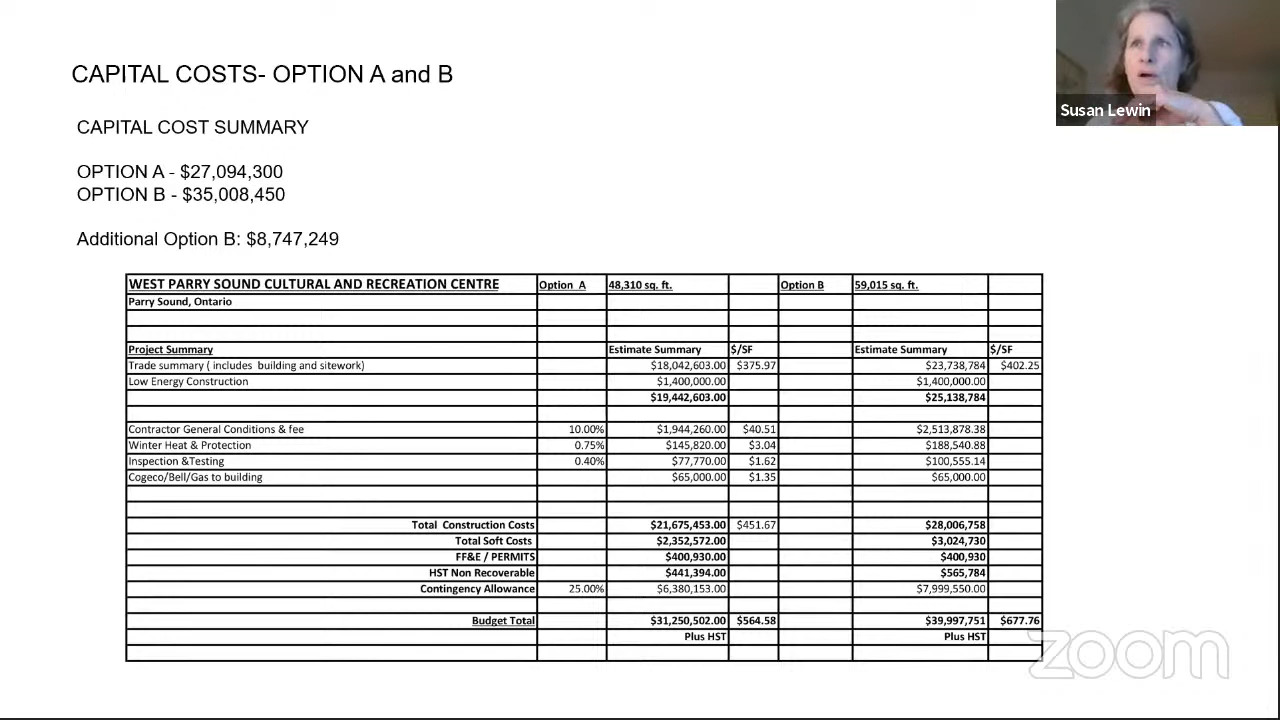 CAPITAL COSTS- OPTION A and B
Susan Lewin
CAPITAL COST SUMMARY
OPTION A - $27,094,300
OPTION B - $35,008,450
Additional Option B: $8,747,249
WEST PARRY SOUND CULTURAL AND RECREATION CENTRE Option A 48,310 sq. ft. Option B 59,015 sq. ft.
Parry Sound, Ontario
Project Summary Estimate Summary $/SF Estimate Summary $/SF
Trade summary ( includes building and sitework) $18,042,603.00 $375.97 $23,738,784 $402.25
Low Energy Construction $1,400,000.00 $1,400,000.00
$19,442,603.00 $25,138,784
Contractor General Conditions & fee 10.00% $1,944,260.00 $40.51 $2,513,878.38
Winter Heat & Protection 0.75% $145,820.00 $3.04 $188,540.88
Inspection &Testing 0.40% $77,770.00 $1.62 $100,555.14
Cogeco/Bell/Gas to building $65,000.00 $1.35 $65,000.00
Total Construction Costs $21,675,453.00 $451.67 $28,006,758
Total Soft Costs $2,352,572.00 $3,024,730
FF&E / PERMITS $400,930.00 $400,930
HST Non Recoverable $441,394.00 $565,784
Contingency Allowance 25.00% $6,380,153.00 $7,999,550.00
Budget Total $31,250,502.00 $564.58 $39,997,751 $677.76
Plus HST Plus HST
zoom